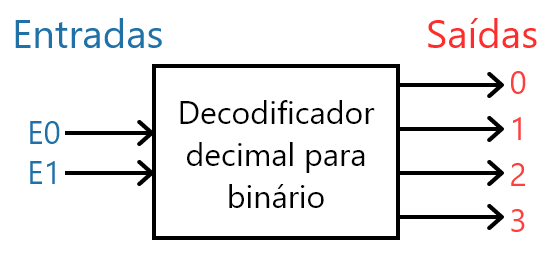 Entradas
Saídas
E0
E1
Decodificador
decimal para
binário
0
1
2
3